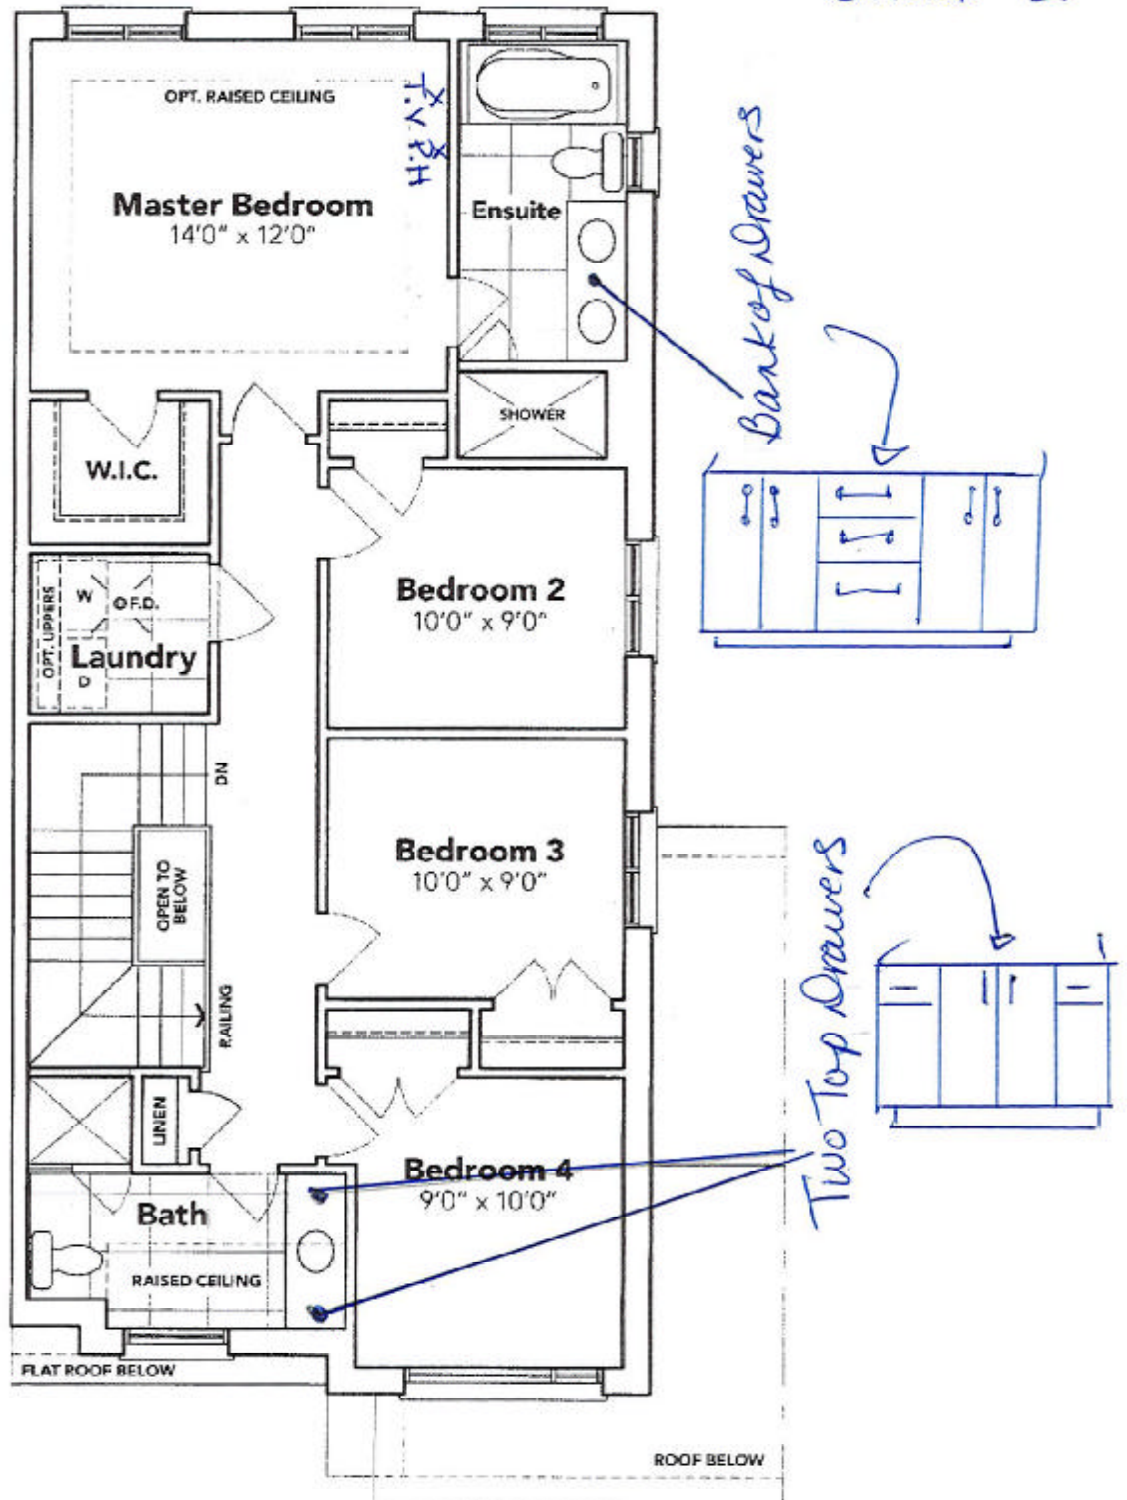 OPT. RAISED CEILING
Master Bedroom
14'0" x 12'0"
T.V P.H
x x
Ensuite
Bank of Drawers
SHOWER
W.I.C.
Bedroom 2
10'0" x 9'0"
OPT. UPPERS
W
F.D.
Laundry
D
DN
Bedroom 3
10'0" x 9'0"
OPEN TO
BELOW
RAILING
Two Top Drawers
LINEN
Bedroom 4
9'0" x 10'0"
Bath
RAISED CEILING
FLAT ROOF BELOW
ROOF BELOW